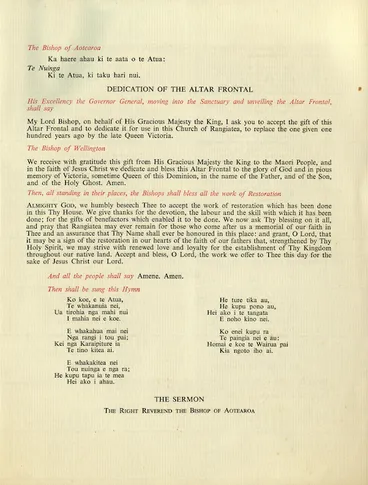 The Bishop of Aotearoa
Ka haere ahau ki te aata o te Atua:
Te Nuinga
Ki te Atua, ki taku hari nui.
DEDICATION OF THE ALTAR FRONTAL
His Excellency the Governor General, moving into the Sanctuary and unveiling the Altar Frontal,
shall say
My Lord Bishop, on behalf of His Gracious Majesty the King, I ask you to accept the gift of this
Altar Frontal and to dedicate it for use in this Church of Rangiatea, to replace the one given one
hundred years ago by the late Queen Victoria.
The Bishop of Wellington
We receive with gratitude this gift from His Gracious Majesty the King to the Maori People, and
in the faith of Jesus Christ we dedicate and bless this Altar Frontal to the glory of God and in pious
memory of Victoria, sometime Queen of this Dominion, in the name of the Father, and of the Son,
and of the Holy Ghost. Amen.
Then, all standing in their places, the Bishops shall bless all the work of Restoration
ALMIGHTY GOD, we humbly beseech Thee to accept the work of restoration which has been done
in this Thy House. We give thanks for the devotion, the labour and the skill with which it has been
done; for the gifts of benefactors which enabled it to be done. We now ask Thy blessing on it all,
and pray that Rangiatea may ever remain for those who come after us a memorial of our faith in
Thee and an assurance that Thy Name shall ever be honoured in this place: and grant, O Lord, that
it may be a sign of the restoration in our hearts of the faith of our fathers that, strengthened by Thy
Holy Spirit, we may strive with renewed love and loyalty for the establishment of Thy Kingdom
throughout our native land. Accept and bless, O Lord, the work we offer to Thee this day for the
sake of Jesus Christ our Lord.
And all the people shall say Amene. Amen.
Then shall be sung this Hymn
Ko koe, e te Atua,
Te whakanuia nei,
Ua tirohia nga mahi nui
I mahia nei e koe.
E whakahau mai nei
Nga rangi i tou pai;
Kei nga Karaipiture ia
Te tino kitea ai.
E whakakitea nei
Tou nuinga e nga ra;
He kupu tapu ia te mea
Hei ako i ahau.
He ture tika au,
He kupu pono au,
Hei ako i te tangata
E noho kino nei.
Ko enei kupu ra
Te paingia nei e au:
Homai e koe te Wairua pai
Kia ngoto iho ai.
THE SERMON
THE RIGHT REVEREND THE BISHOP OF AOTEAROA